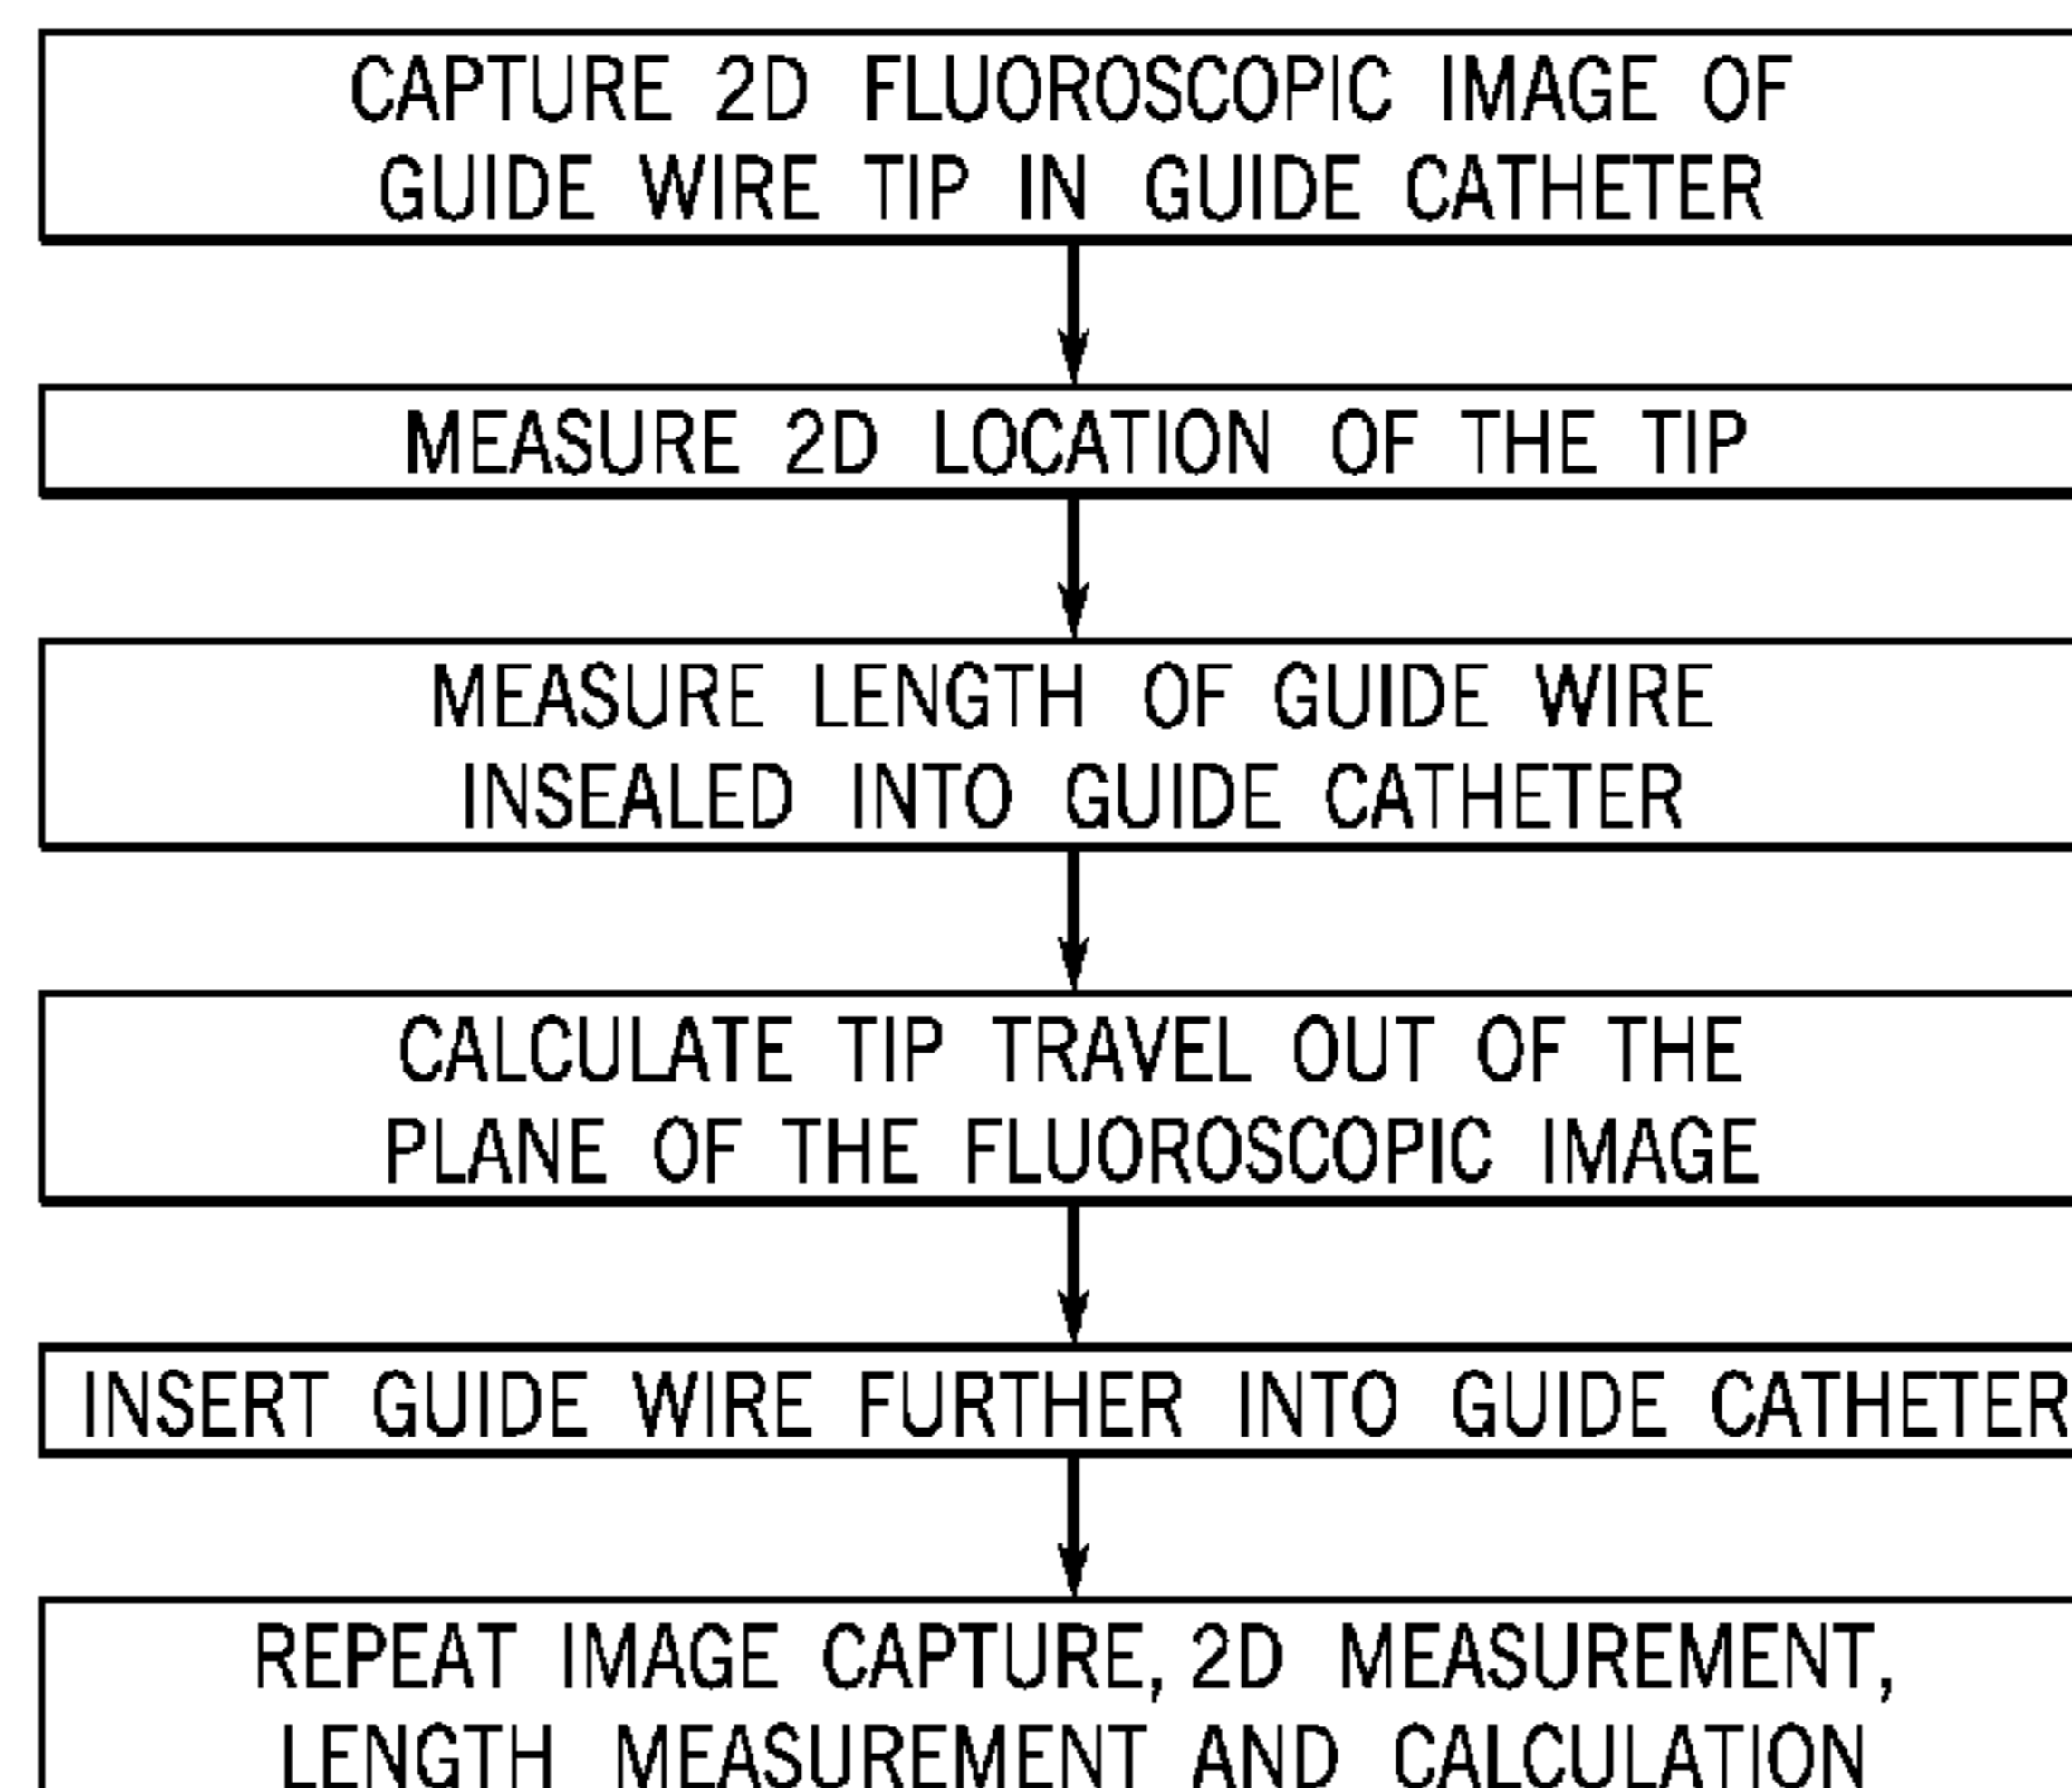 CAPTURE 2D FLUOROSCOPIC IMAGE OF
GUIDE WIRE TIP IN GUIDE CATHETER
MEASURE 2D LOCATION OF THE TIP
MEASURE LENGTH OF GUIDE WIRE
INSEALED INTO GUIDE CATHETER
CALCULATE TIP TRAVEL OUT OF THE
PLANE OF THE FLUOROSCOPIC IMAGE
INSERT GUIDE WIRE FURTHER INTO GUIDE CATHETER
REPEAT IMAGE CAPTURE, 2D MEASUREMENT,
LENGTH MEASUREMENT AND CALCULATION